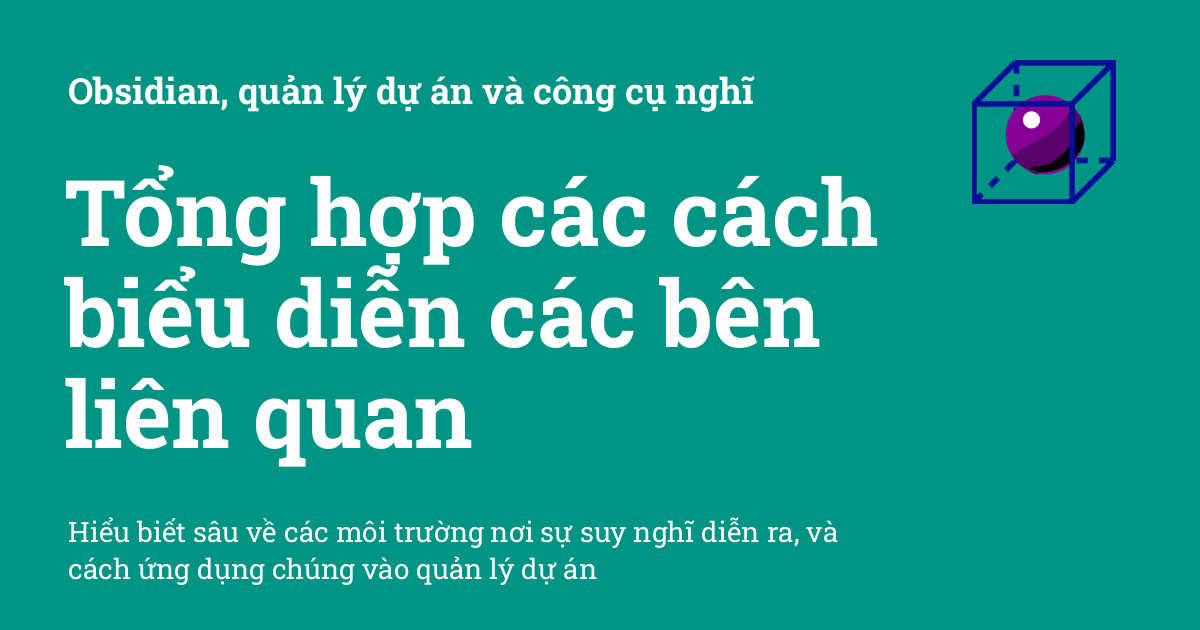 Obsidian, quản lý dự án và công cụ nghĩ
Tổng hợp các cách
biểu diễn các bên
liên quan
Hiểu biết sâu về các môi trường nơi sự suy nghĩ diễn ra, và
cách ứng dụng chúng vào quản lý dự án